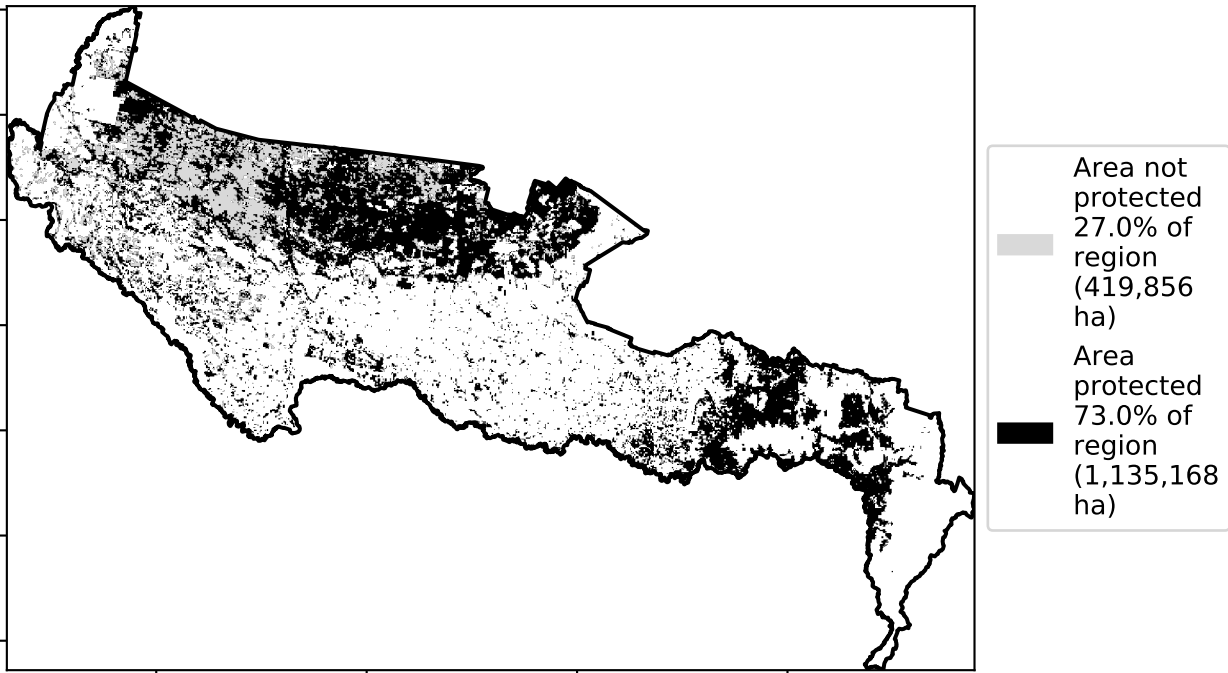 Area not
protected
27.0% of
region
(419,856
ha)
Area
protected
73.0% of
region
(1,135,168
ha)